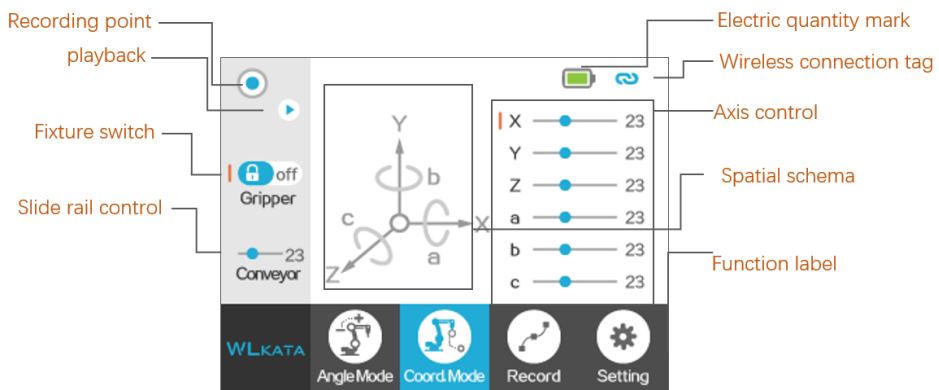 Recording point
playback
Fixture switch
Slide rail control
Electric quantity mark
Wireless connection tag
Axis control
Spatial schema
Function label
off
Gripper
23
Conveyor
Y
b
c
X
a
Z
X 23
Y 23
Z 23
a 23
b 23
c 23
WLKATA
Angle Mode
Coord. Mode
Record
Setting